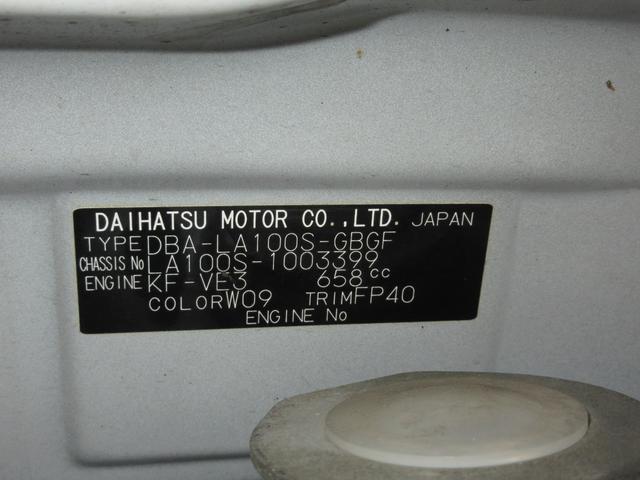 DAIHATSU MOTOR CO.,LTD. JAPAN
TYPE DBA-LA100S-GBGF
CHASSIS No LA100S-1003399
ENGINE KF-VE3 658cc
COLOR W09 TRIM FP40
ENGINE No